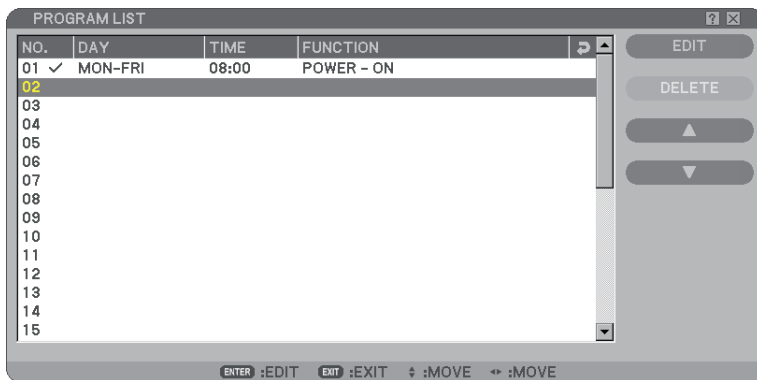 PROGRAM LIST
NO. DAY TIME FUNCTION
01 ✓ MON-FRI 08:00 POWER - ON
02
03
04
05
06
07
08
09
10
11
12
13
14
15
EDIT
DELETE
▲
▼
ENTER :EDIT EXIT :EXIT :MOVE :MOVE